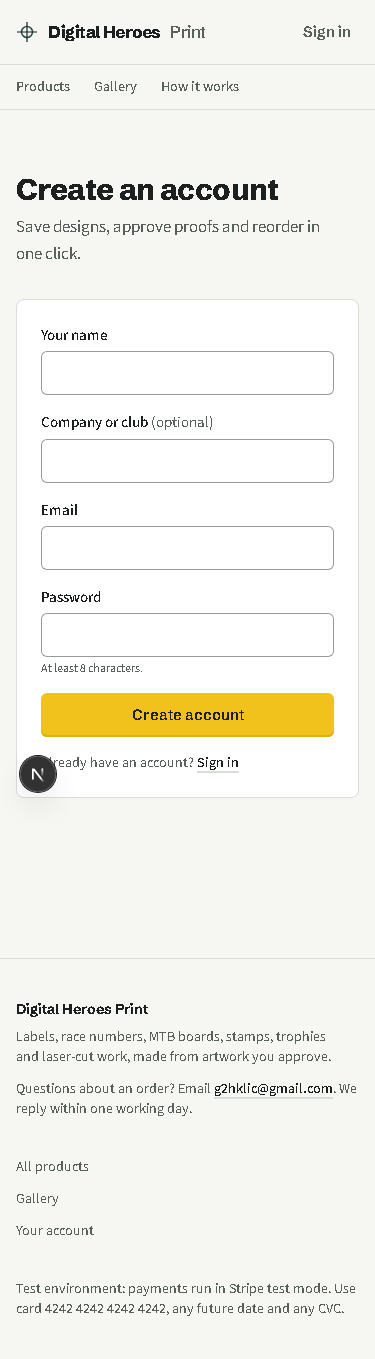 Digital Heroes Print
Sign in
Products Gallery How it works
Create an account
Save designs, approve proofs and reorder in
one click.
Your name
Company or club (optional)
Email
Password
At least 8 characters.
Create account
lready have an account? Sign in
N
Digital Heroes Print
Labels, race numbers, MTB boards, stamps, trophies
and laser-cut work, made from artwork you approve.
Questions about an order? Email g2hklic@gmail.com. We
reply within one working day.
All products
Gallery
Your account
Test environment: payments run in Stripe test mode. Use
card 4242 4242 4242 4242, any future date and any CVC.